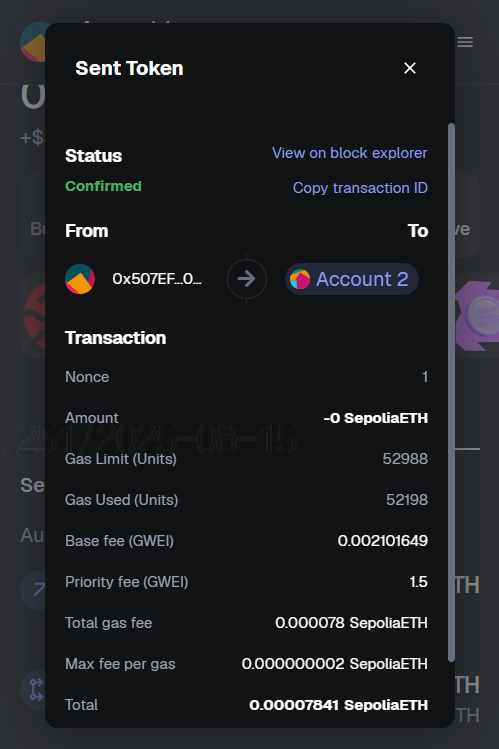 Sent Token
Status
View on block explorer
Confirmed
Copy transaction ID
From
To
0x507EF...0...
Account 2
Transaction
Nonce
1
Amount
-0 SepoliaETH
Gas Limit (Units)
52988
Gas Used (Units)
52198
Base fee (GWEI)
0.002101649
Priority fee (GWEI)
1.5
Total gas fee
0.000078 SepoliaETH
Max fee per gas
0.000000002 SepoliaETH
Total
0.00007841 SepoliaETH